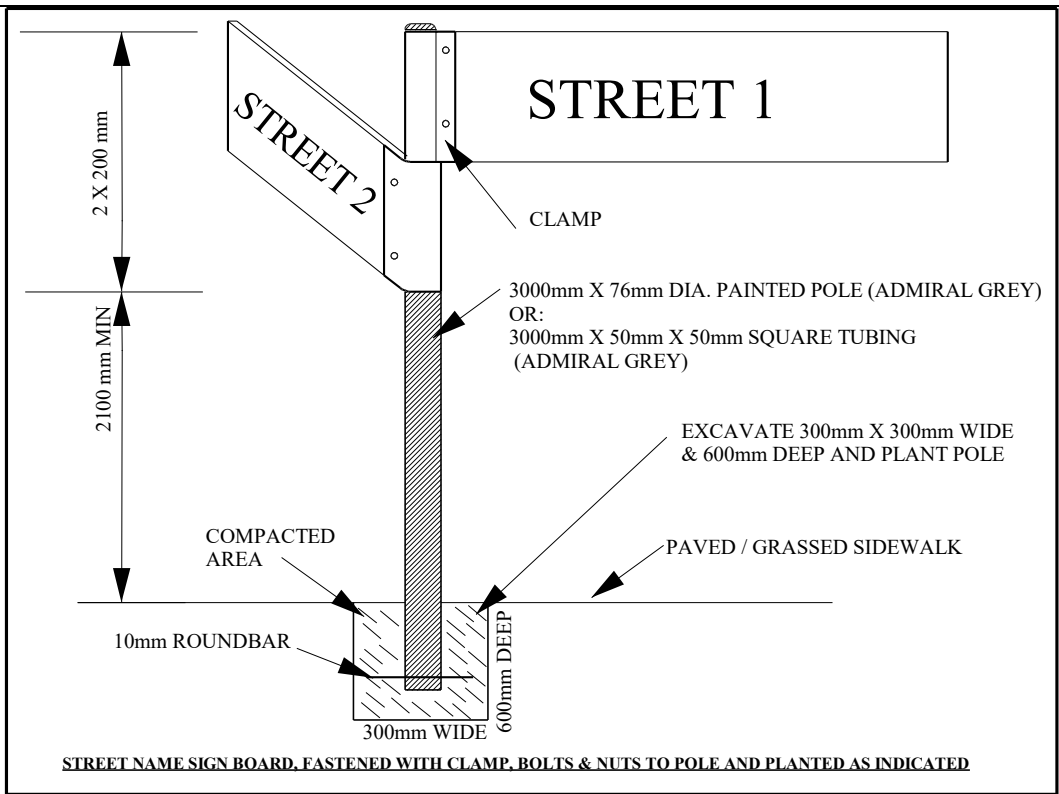 STREET 1
STREET 2
2 X 200 mm
CLAMP
3000mm X 76mm DIA. PAINTED POLE (ADMIRAL GREY)
OR:
3000mm X 50mm X 50mm SQUARE TUBING
(ADMIRAL GREY)
2100 mm MIN
EXCAVATE 300mm X 300mm WIDE
& 600mm DEEP AND PLANT POLE
COMPACTED
AREA
PAVED / GRASSED SIDEWALK
10mm ROUNDBAR
600mm DEEP
300mm WIDE
STREET NAME SIGN BOARD, FASTENED WITH CLAMP, BOLTS & NUTS TO POLE AND PLANTED AS INDICATED